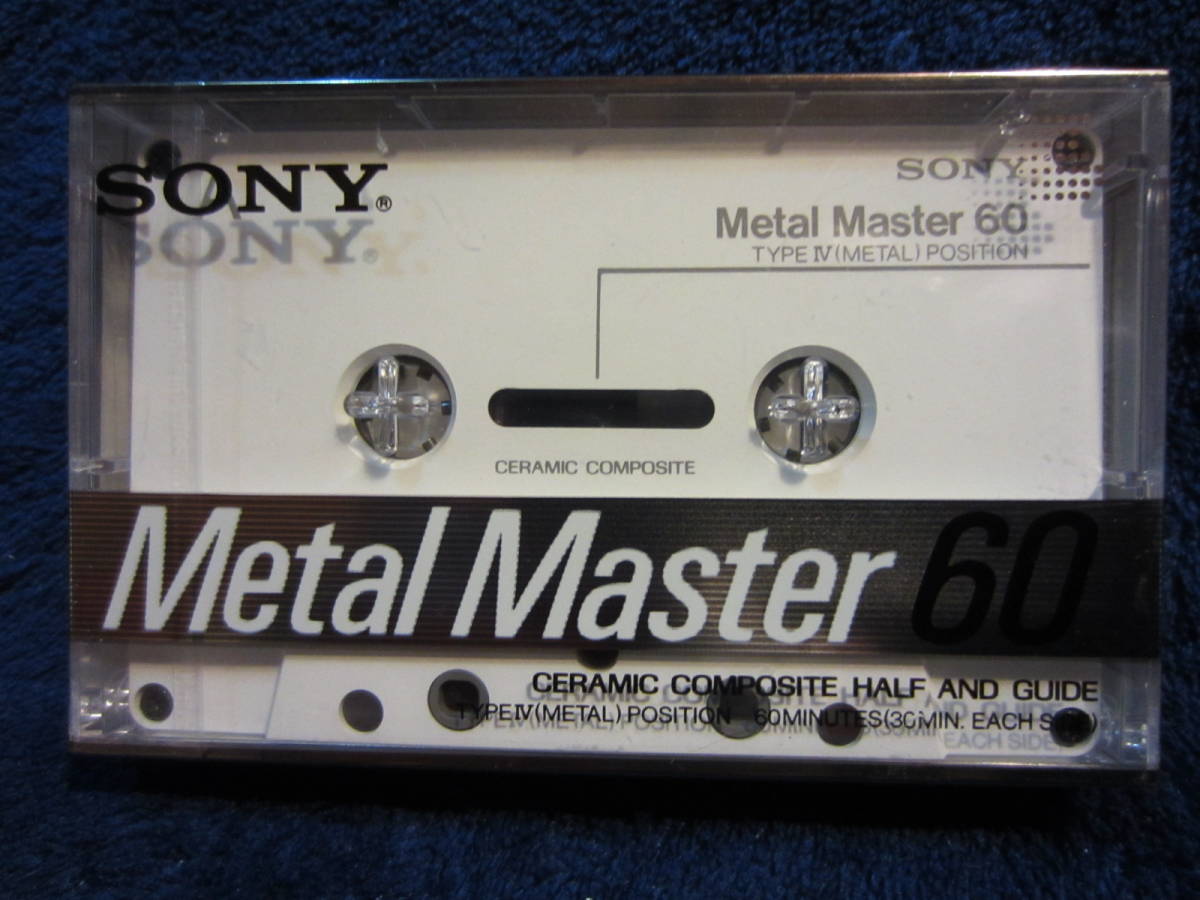 SONY®
SONY
Metal Master 60
TYPE IV (METAL) POSITION
CERAMIC COMPOSITE
Metal Master 60
CERAMIC COMPOSITE HALF AND GUIDE
TYPE IV (METAL) POSITION 60MINUTES (30MIN. EACH SIDE)